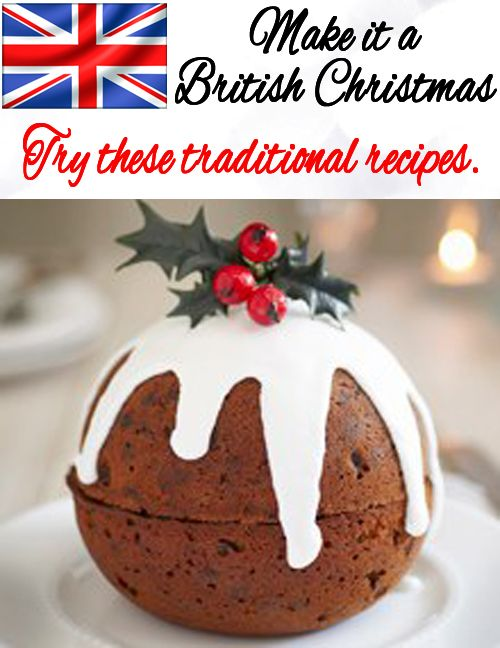 Make it a
British Christmas
Try these traditional recipes.